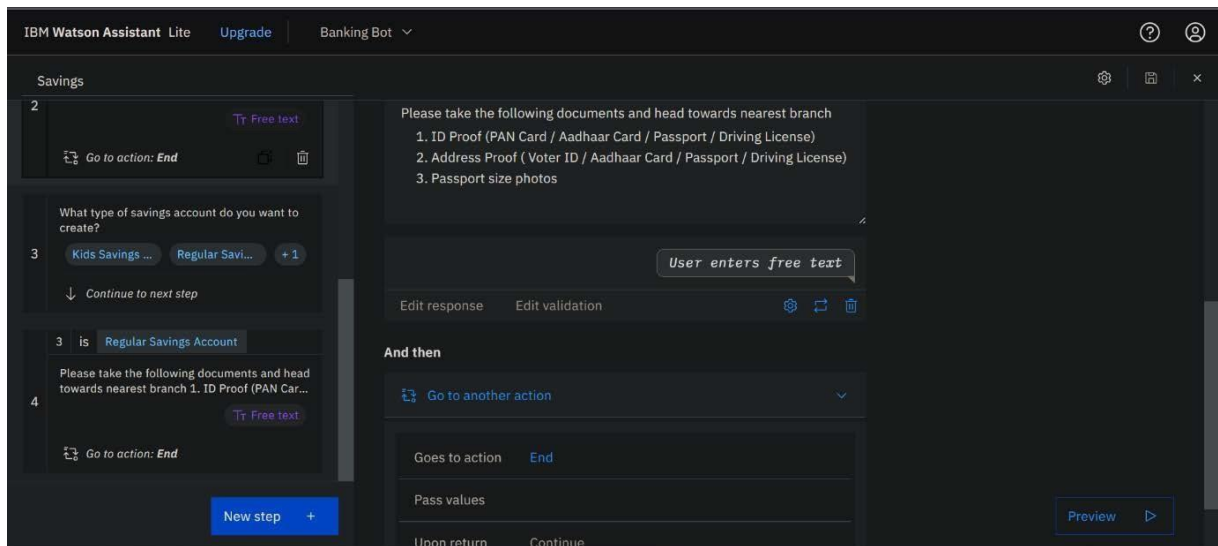 IBM Watson Assistant Lite Upgrade Banking Bot
Savings
2
Tт Free text
Go to action: End
What type of savings account do you want to
create?
3 Kids Savings ... Regular Savi... + 1
Continue to next step
3 is Regular Savings Account
Please take the following documents and head
towards nearest branch 1. ID Proof (PAN Car...
4
Tт Free text
Go to action: End
New step +
Please take the following documents and head towards nearest branch
1. ID Proof (PAN Card / Aadhaar Card / Passport / Driving License)
2. Address Proof ( Voter ID / Aadhaar Card / Passport / Driving License)
3. Passport size photos
User enters free text
Edit response Edit validation
And then
Go to another action
Goes to action End
Pass values
Upon return Continue
Preview